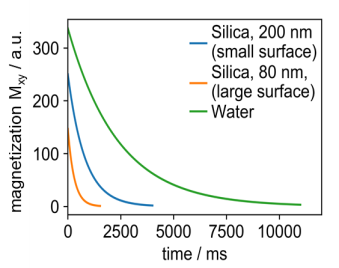 Silica, 200 nm
(small surface)
Silica, 80 nm,
(large surface)
Water
magnetization Mxy / a.u.
300
200
100
0
0 2500 5000 7500 10000
time / ms